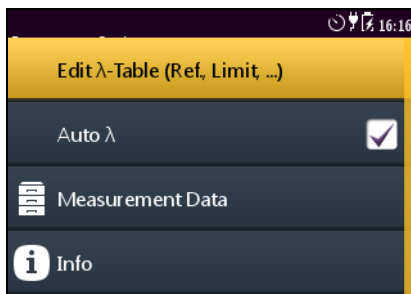 16:16
Edit λ-Table (Ref., Limit, ...)
Auto λ
Measurement Data
i Info